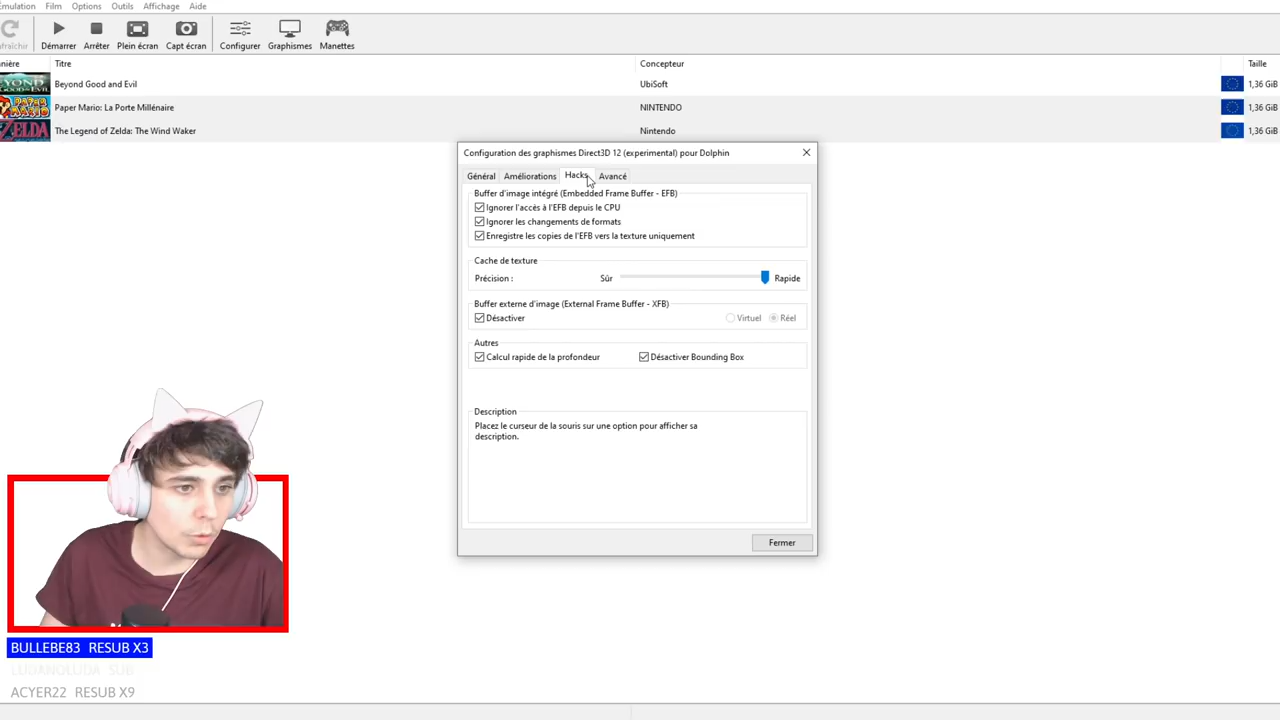 Émulation Film Options Outils Affichage Aide
Démarrer Arrêter Plein écran Capt écran Configurer Graphismes Manettes
Titre Concepteur Taille
Beyond Good and Evil UbiSoft 1,36 GiB
Paper Mario: La Porte Millénaire NINTENDO 1,36 GiB
ZELDA The Legend of Zelda: The Wind Waker Nintendo 1,36 GiB
Configuration des graphismes Direct3D 12 (experimental) pour Dolphin
Général Améliorations Hacks Avancé
Buffer d'image intégré (Embedded Frame Buffer - EFB)
Ignorer l'accès à l'EFB depuis le CPU
Ignorer les changements de formats
Enregistre les copies de l'EFB vers la texture uniquement
Cache de texture
Précision : Sûr Rapide
Buffer externe d'image (External Frame Buffer - XFB)
Désactiver Virtuel Réel
Autres
Calcul rapide de la profondeur Désactiver Bounding Box
Description
Placez le curseur de la souris sur une option pour afficher sa
description.
Fermer
BULLEBE83 RESUB X3
LUDANOLUDA SUB
ACYER22 RESUB X9